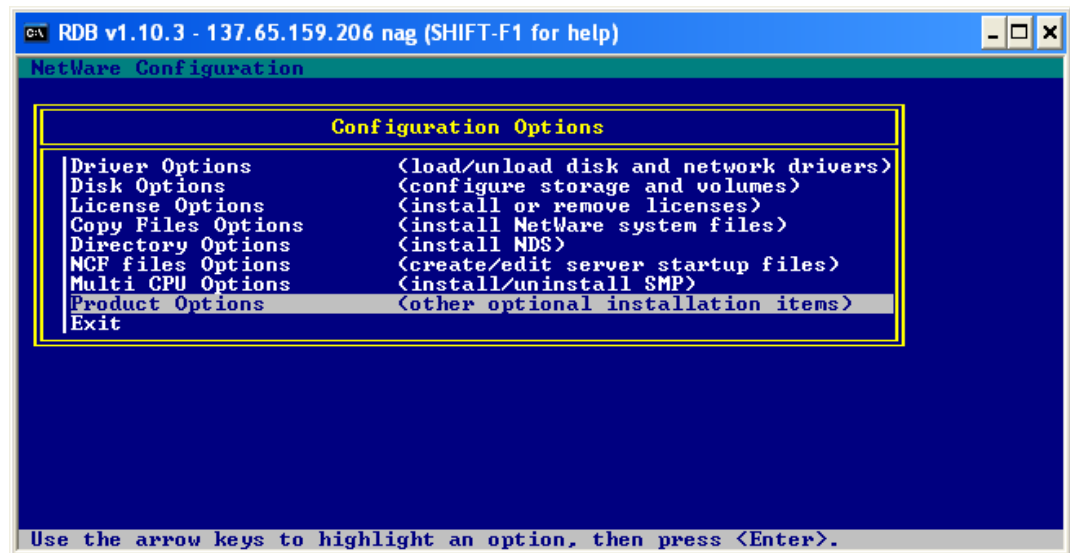 RDB v1.10.3 - 137.65.159.206 nag (SHIFT-F1 for help)
NetWare Configuration
Configuration Options
Driver Options (load/unload disk and network drivers)
Disk Options (configure storage and volumes)
License Options (install or remove licenses)
Copy Files Options (install NetWare system files)
Directory Options (install NDS)
NCF files Options (create/edit server startup files)
Multi CPU Options (install/uninstall SMP)
Product Options (other optional installation items)
Exit
Use the arrow keys to highlight an option, then press <Enter>.